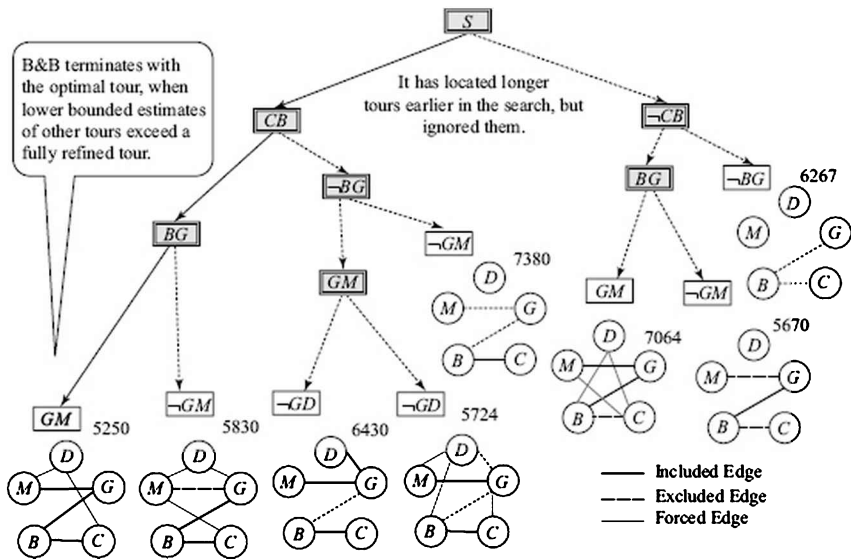 S
B&B terminates with
the optimal tour, when
lower bounded estimates
of other tours exceed a
fully refined tour.
It has located longer
tours earlier in the search, but
ignored them.
CB
¬CB
¬BG
BG
¬BG
6267
BG
¬GM
7380
GM
GM
¬GM
D
M
G
B
C
D
M
G
B
C
GM
5250
¬GM
5830
¬GD
6430
¬GD
5724
7064
5670
D
M
G
B
C
D
M
G
B
C
D
M
G
B
C
D
M
G
B
C
D
M
G
B
C
D
M
G
B
C
Included Edge
Excluded Edge
Forced Edge